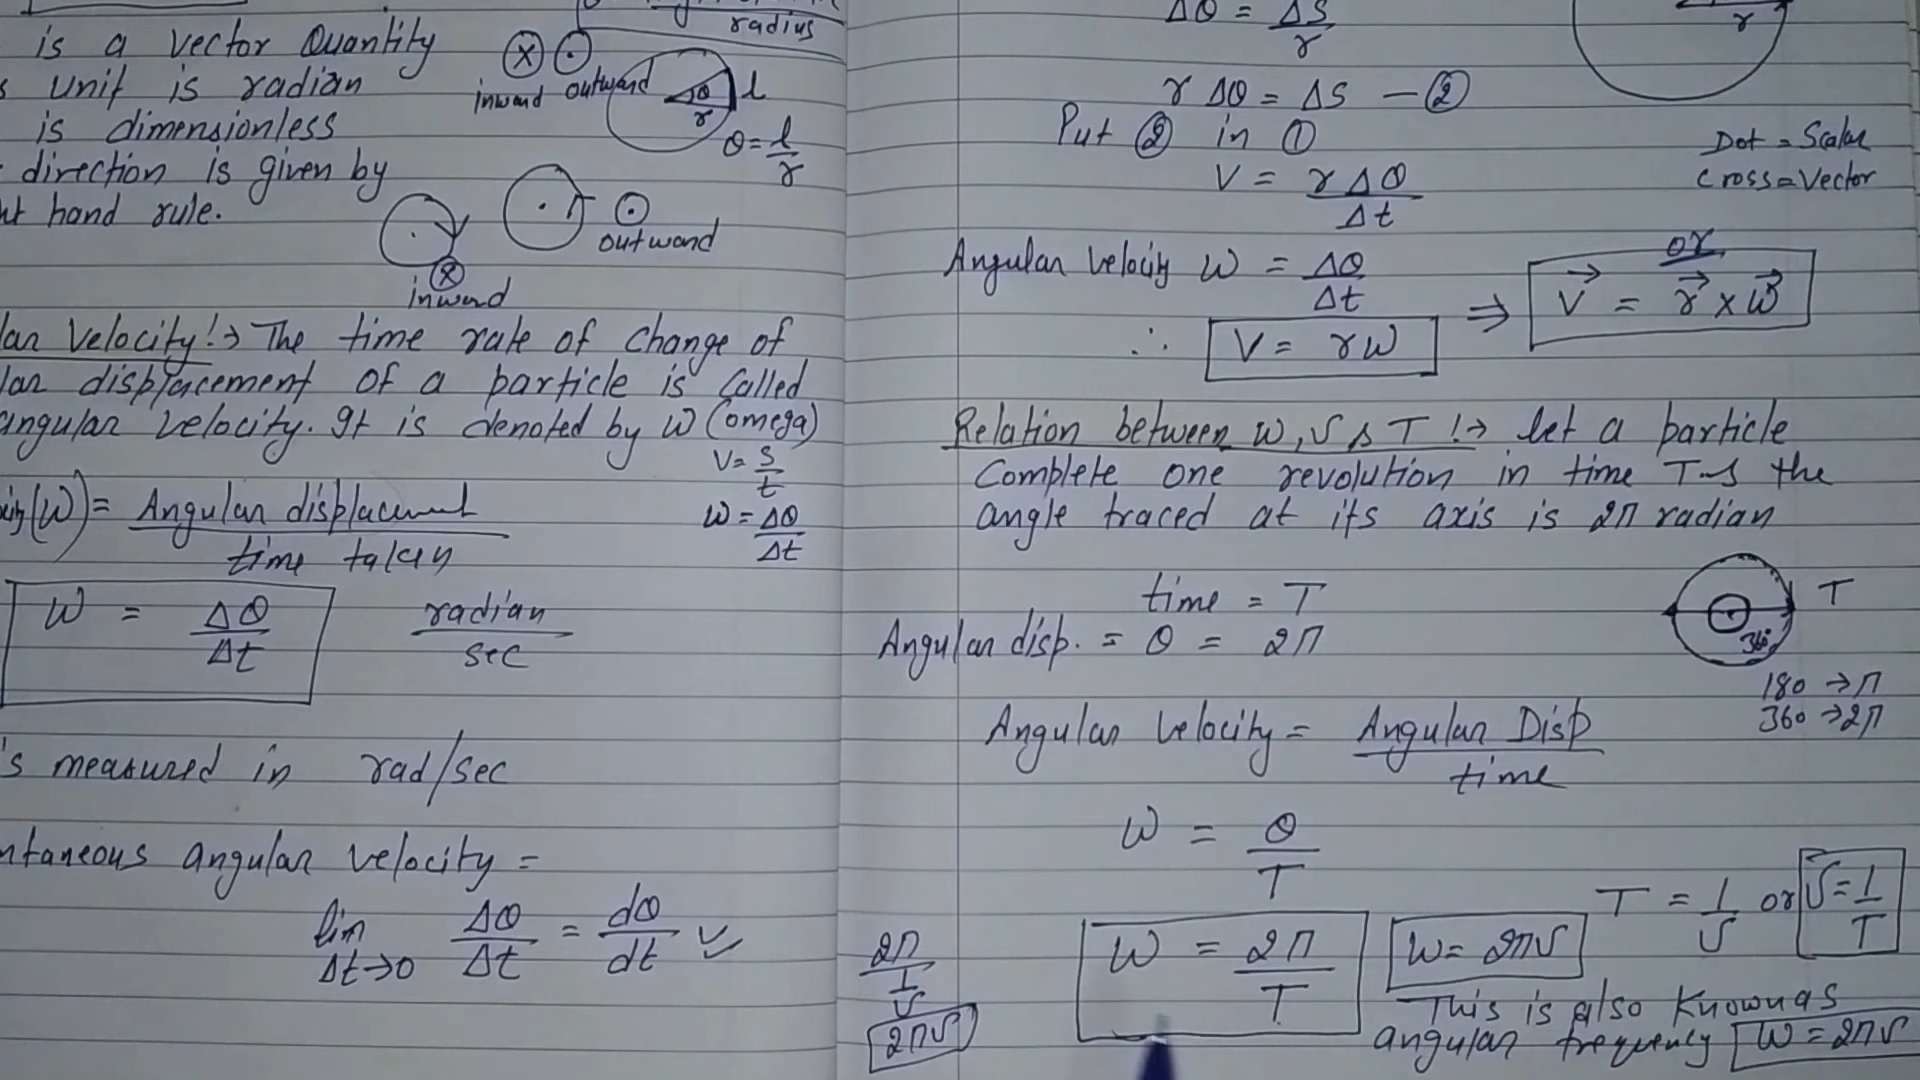 radius
is a vector Quantity
unit is radian
inward outward
θ
r
l
is dimensionless
θ = l/r
direction is given by
hand rule.
outward
inward
Velocity :→ The time rate of change of
displacement of a particle is called
angular velocity. It is denoted by W (omega)
V = S/t
(W) = Angular displacement / time taken
W = Δθ/Δt
W = Δθ/Δt radian/sec
measured in rad/sec
angular velocity =
lim Δt→0 Δθ/Δt = dθ/dt ✓
Δθ = ΔS/r
r
r Δθ = ΔS — ②
Put ② in ①
Dot = Scalar
Cross = Vector
V = r Δθ/Δt
Angular velocity W = Δθ/Δt
or
∴ V = rW ⇒ V⃗ = r⃗ × W⃗
Relation between W, ν & T :→ let a particle
Complete one revolution in time T → the
angle traced at its axis is 2π radian
time = T
Angular disp. = θ = 2π
T
360°
180 → π
360 → 2π
Angular Velocity = Angular Disp / time
W = θ/T
T = 1/ν or ν = 1/T
W = 2π/T W = 2πν
2π / 1/ν
2πν
This is also Known as
angular frequency W = 2πν